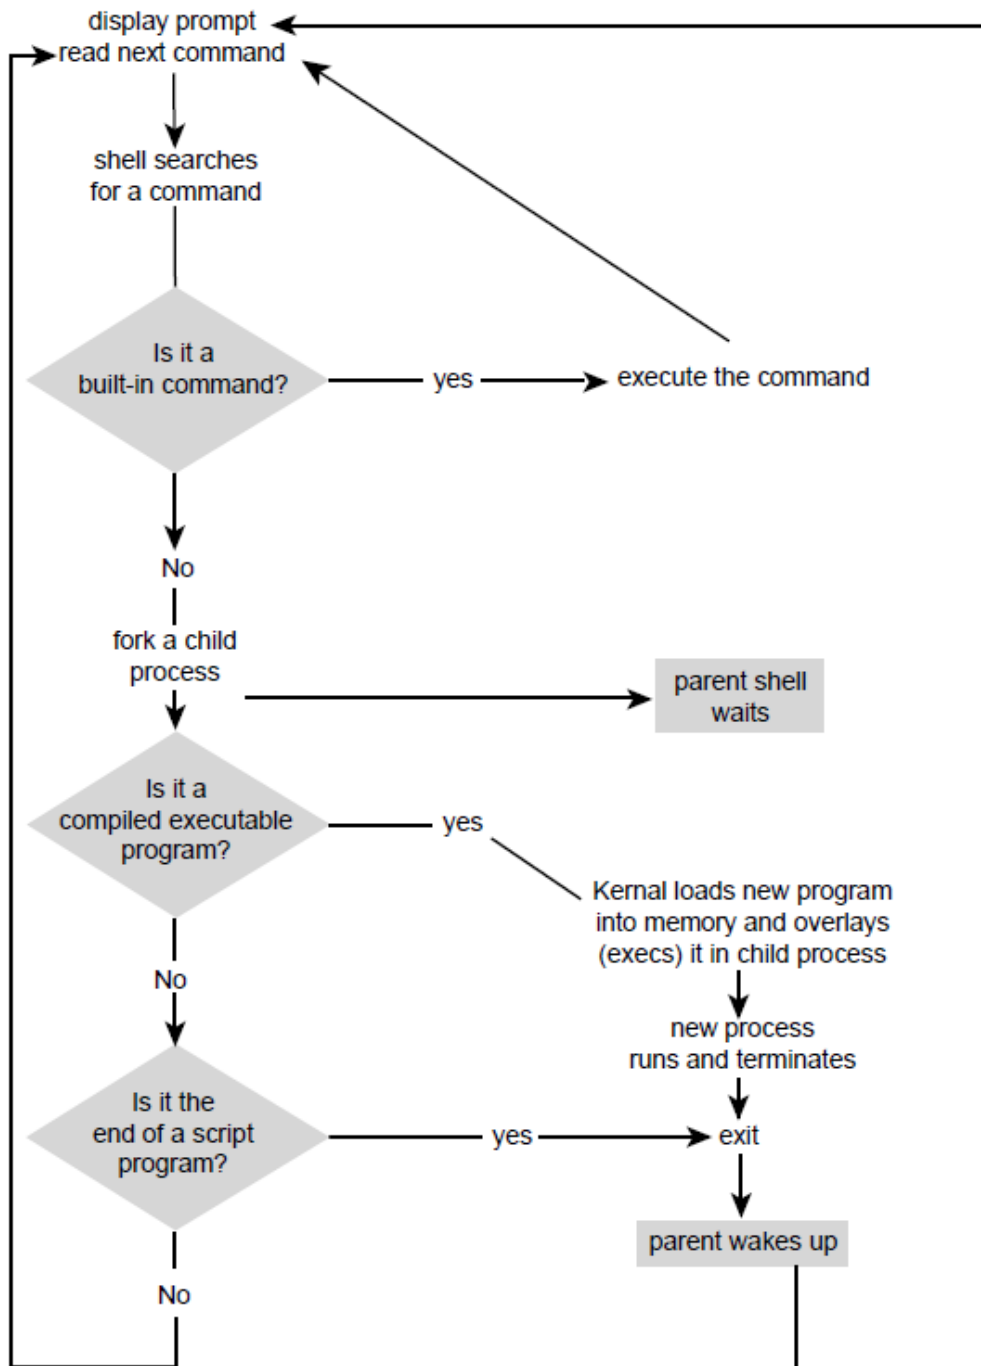 display prompt
read next command
shell searches
for a command
Is it a
built-in command?
yes
execute the command
No
fork a child
process
parent shell
waits
Is it a
compiled executable
program?
yes
Kernal loads new program
into memory and overlays
(execs) it in child process
No
new process
runs and terminates
Is it the
end of a script
program?
yes
exit
parent wakes up
No